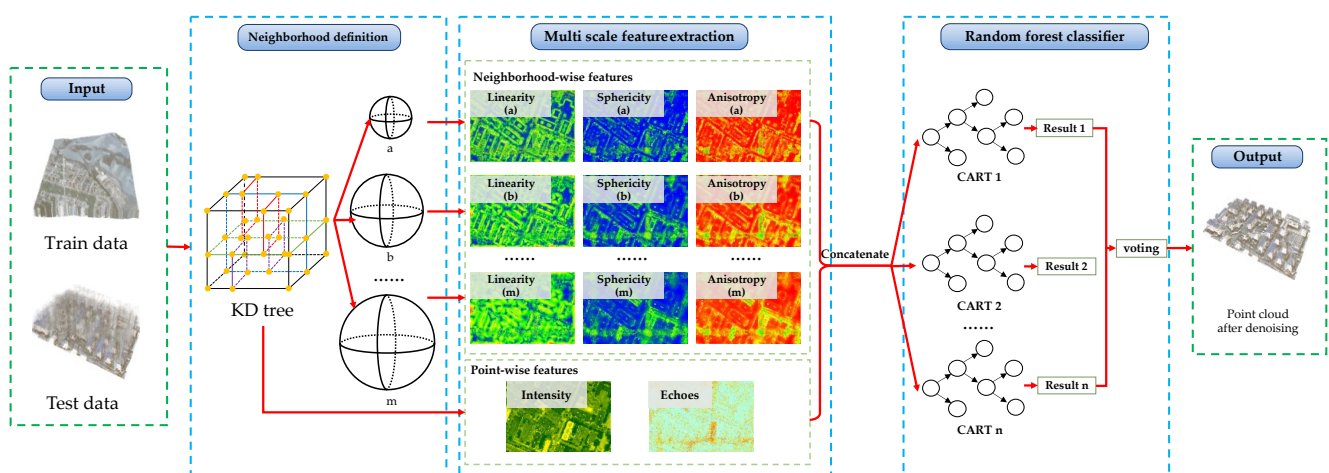 Input
Train data
Test data
Neighborhood definition
KD tree
a
b
......
m
Multi scale feature extraction
Neighborhood-wise features
Linearity
(a)
Sphericity
(a)
Anisotropy
(a)
Linearity
(b)
Sphericity
(b)
Anisotropy
(b)
......
......
......
Linearity
(m)
Sphericity
(m)
Anisotropy
(m)
Point-wise features
Intensity
Echoes
Concatenate
Random forest classifier
CART 1
Result 1
CART 2
Result 2
......
CART n
Result n
voting
Output
Point cloud
after denoising